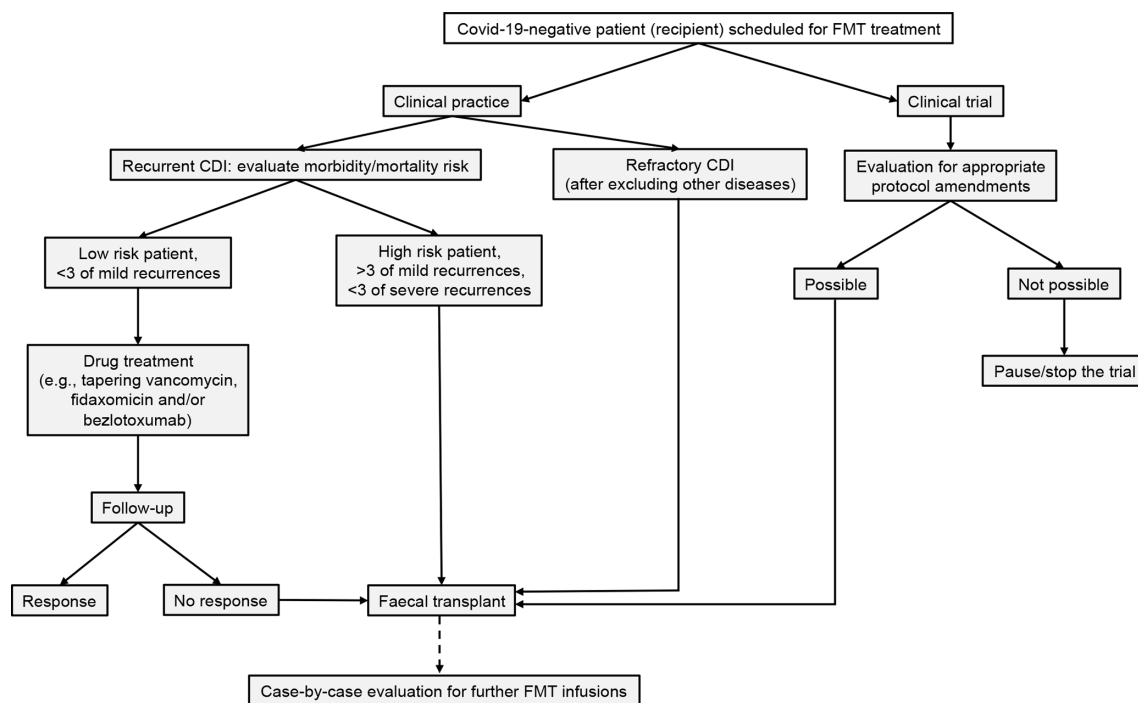 Covid-19-negative patient (recipient) scheduled for FMT treatment
Clinical practice
Clinical trial
Recurrent CDI: evaluate morbidity/mortality risk
Refractory CDI
(after excluding other diseases)
Evaluation for appropriate
protocol amendments
Low risk patient,
<3 of mild recurrences
High risk patient,
>3 of mild recurrences,
<3 of severe recurrences
Possible
Not possible
Drug treatment
(e.g., tapering vancomycin,
fidaxomicin and/or
bezlotoxumab)
Pause/stop the trial
Follow-up
Response
No response
Faecal transplant
Case-by-case evaluation for further FMT infusions